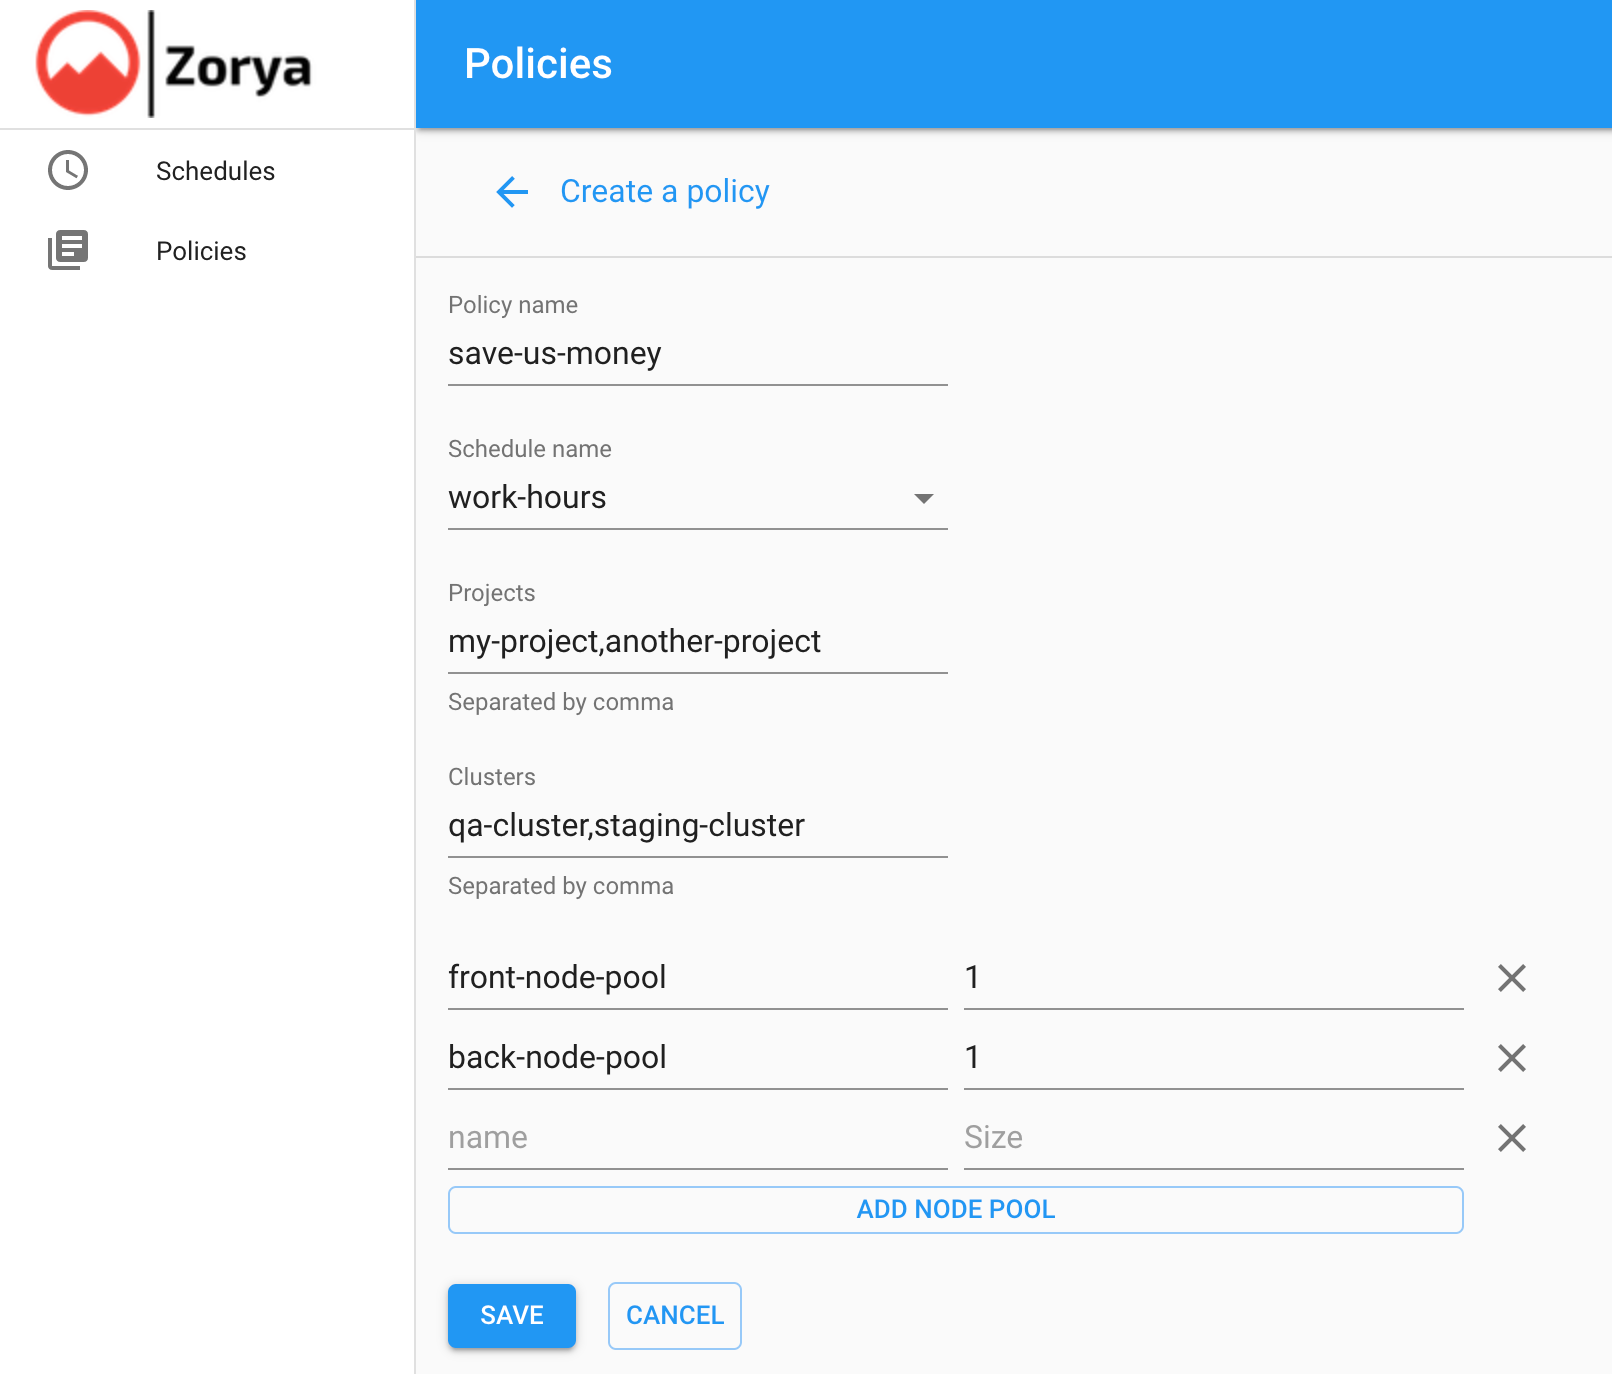 Zorya
Policies
Schedules
Policies
Create a policy
Policy name
save-us-money
Schedule name
work-hours
Projects
my-project,another-project
Separated by comma
Clusters
qa-cluster,staging-cluster
Separated by comma
front-node-pool 1
back-node-pool 1
name Size
ADD NODE POOL
SAVE CANCEL